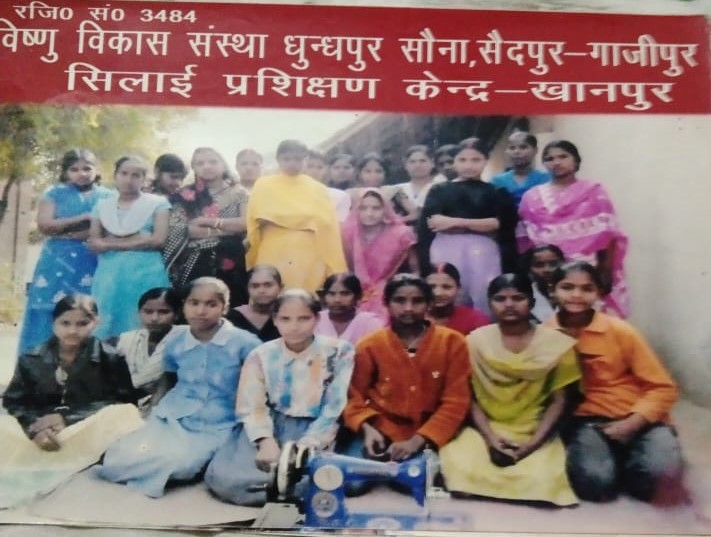 रजि0 सं0 3484
विष्णु विकास संस्था धुन्धपुर सौना,सैदपुर–गाजीपुर
सिलाई प्रशिक्षण केन्द्र–खानपुर